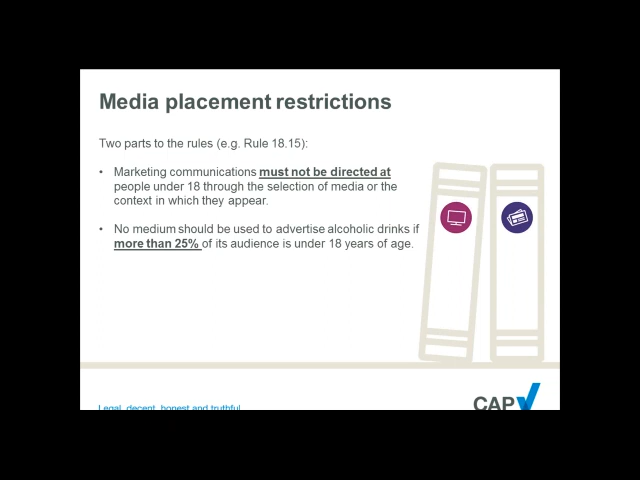 Media placement restrictions
Two parts to the rules (e.g. Rule 18.15):
• Marketing communications must not be directed at
people under 18 through the selection of media or the
context in which they appear.
• No medium should be used to advertise alcoholic drinks if
more than 25% of its audience is under 18 years of age.
Legal, decent, honest and truthful
CAP